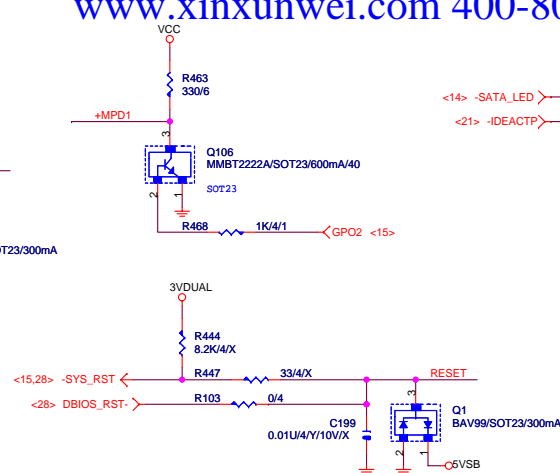 www.xinxunwei.com 400-80
VCC
R463
330/6
<14> -SATA_LED
+MPD1
<21> -IDEACTP
3
Q106
MMBT2222A/SOT23/600mA/40
SOT23
2
1
R468
1K/4/1
GPO2 <15>
T23/300mA
3VDUAL
R444
8.2K/4/X
<15,28> -SYS_RST
R447
33/4/X
RESET
<28> DBIOS_RST-
R103
0/4
3
Q1
BAV99/SOT23/300mA
C199
0.01U/4/Y/10V/X
2
1
5VSB